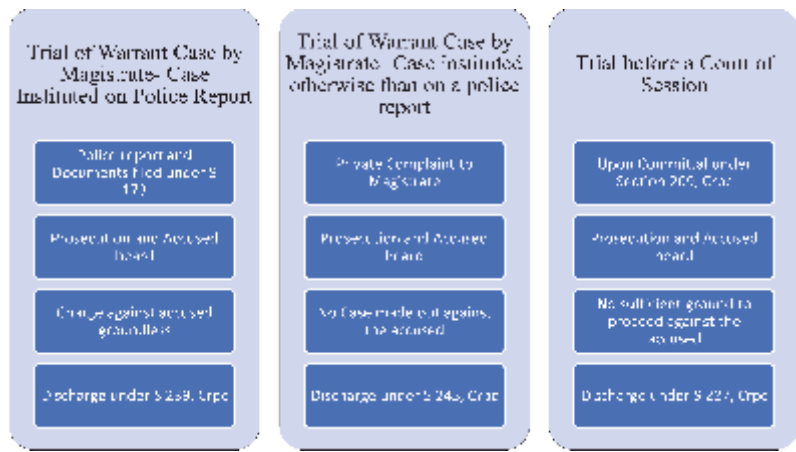 Trial of Warrant Case by
Magistrate- Case
Instituted on Police Report
Police report and
Documents filed under S
173
Prosecution and Accused
heard
Charge against accused
groundless
Discharge under S 239, Crpc
Trial of Warrant Case by
Magistrate- Case instituted
otherwise than on a police
report
Private Complaint to
Magistrate
Prosecution and Accused
heard
No Case made out against
the accused
Discharge under S 245, Crpc
Trial before a Court of
Session
Upon Committal under
Section 209, Crpc
Prosecution and Accused
heard
No sufficient ground to
proceed against the
accused
Discharge under S 227, Crpc